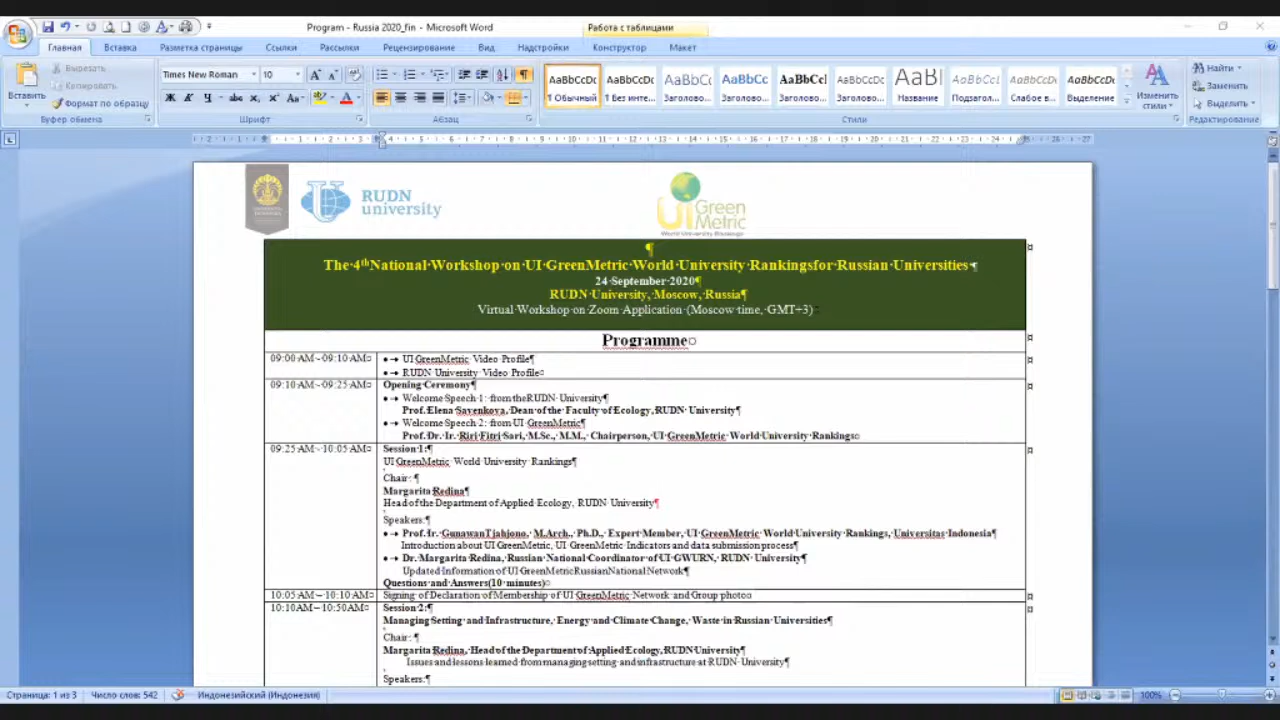 Program - Russia 2020_fin - Microsoft Word
Работа с таблицами
Главная Вставка Разметка страницы Ссылки Рассылки Рецензирование Вид Надстройки Конструктор Макет
Вставить
Вырезать
Копировать
Формат по образцу
Буфер обмена
Times New Roman 10
Шрифт
Абзац
AaBbCcDc AaBbCcDc AaBbCc AaBbCc AaBbCcI AaBbCcDc AaBl AaBbCcI AaBbCcDc AaBbCcDc
¶ Обычный ¶ Без инте... Заголово... Заголово... Заголово... Заголово... Название Подзагол... Слабое в... Выделение
Изменить стили
Стили
Найти
Заменить
Выделить
Редактирование
RUDN
university
UI Green
Metric
World University Rankings
The 4th National Workshop on UI GreenMetric World University Rankingsfor Russian Universities
24 September 2020
RUDN University, Moscow, Russia
Virtual Workshop on Zoom Application (Moscow time, GMT+3)
Programme
09:00 AM – 09:10 AM
UI GreenMetric Video Profile
RUDN University Video Profile
09:10 AM – 09:25 AM
Opening Ceremony
Welcome Speech 1: from theRUDN University
Prof. Elena Savenkova, Dean of the Faculty of Ecology, RUDN University
Welcome Speech 2: from UI GreenMetric
Prof. Dr. Ir. Riri Fitri Sari, M.Sc., M.M., Chairperson, UI GreenMetric World University Rankings
09:25 AM – 10:05 AM
Session 1:
UI GreenMetric World University Rankings
Chair:
Margarita Redina
Head of the Department of Applied Ecology, RUDN University
Speakers:
Prof. Ir. GunawanTjahjono, M.Arch., Ph.D., Expert Member, UI GreenMetric World University Rankings, Universitas Indonesia
Introduction about UI GreenMetric, UI GreenMetric Indicators and data submission process
Dr. Margarita Redina, Russian National Coordinator of UI GWURN, RUDN University
Updated Information of UI GreenMetricRussianNational Network
Questions and Answers(10 minutes)
10:05 AM – 10:10 AM
Signing of Declaration of Membership of UI GreenMetric Network and Group photo
10:10AM – 10:50AM
Session 2:
Managing Setting and Infrastructure, Energy and Climate Change, Waste in Russian Universities
Chair:
Margarita Redina, Head of the Department of Applied Ecology, RUDN University
Issues and lessons learned from managing setting and infrastructure at RUDN University
Speakers:
Страница: 1 из 3 Число слов: 542 Индонезийский (Индонезия) 100%